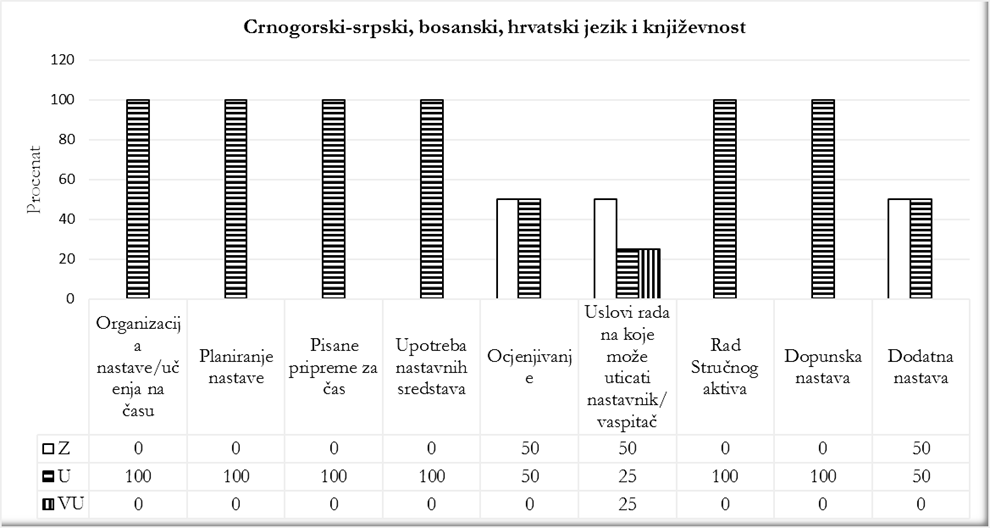 Crnogorski-srpski, bosanski, hrvatski jezik i književnost
Procenat
120
100
80
60
40
20
0
Organizacij
a
nastave/uč
enja na
času
Planiranje
nastave
Pisane
pripreme za
čas
Upotreba
nastavnih
sredstava
Ocjenjivanj
e
Uslovi rada
na koje
može
uticati
nastavnik/
vaspitač
Rad
Stručnog
aktiva
Dopunska
nastava
Dodatna
nastava
Z 0 0 0 0 50 50 0 0 50
U 100 100 100 100 50 25 100 100 50
VU 0 0 0 0 0 25 0 0 0